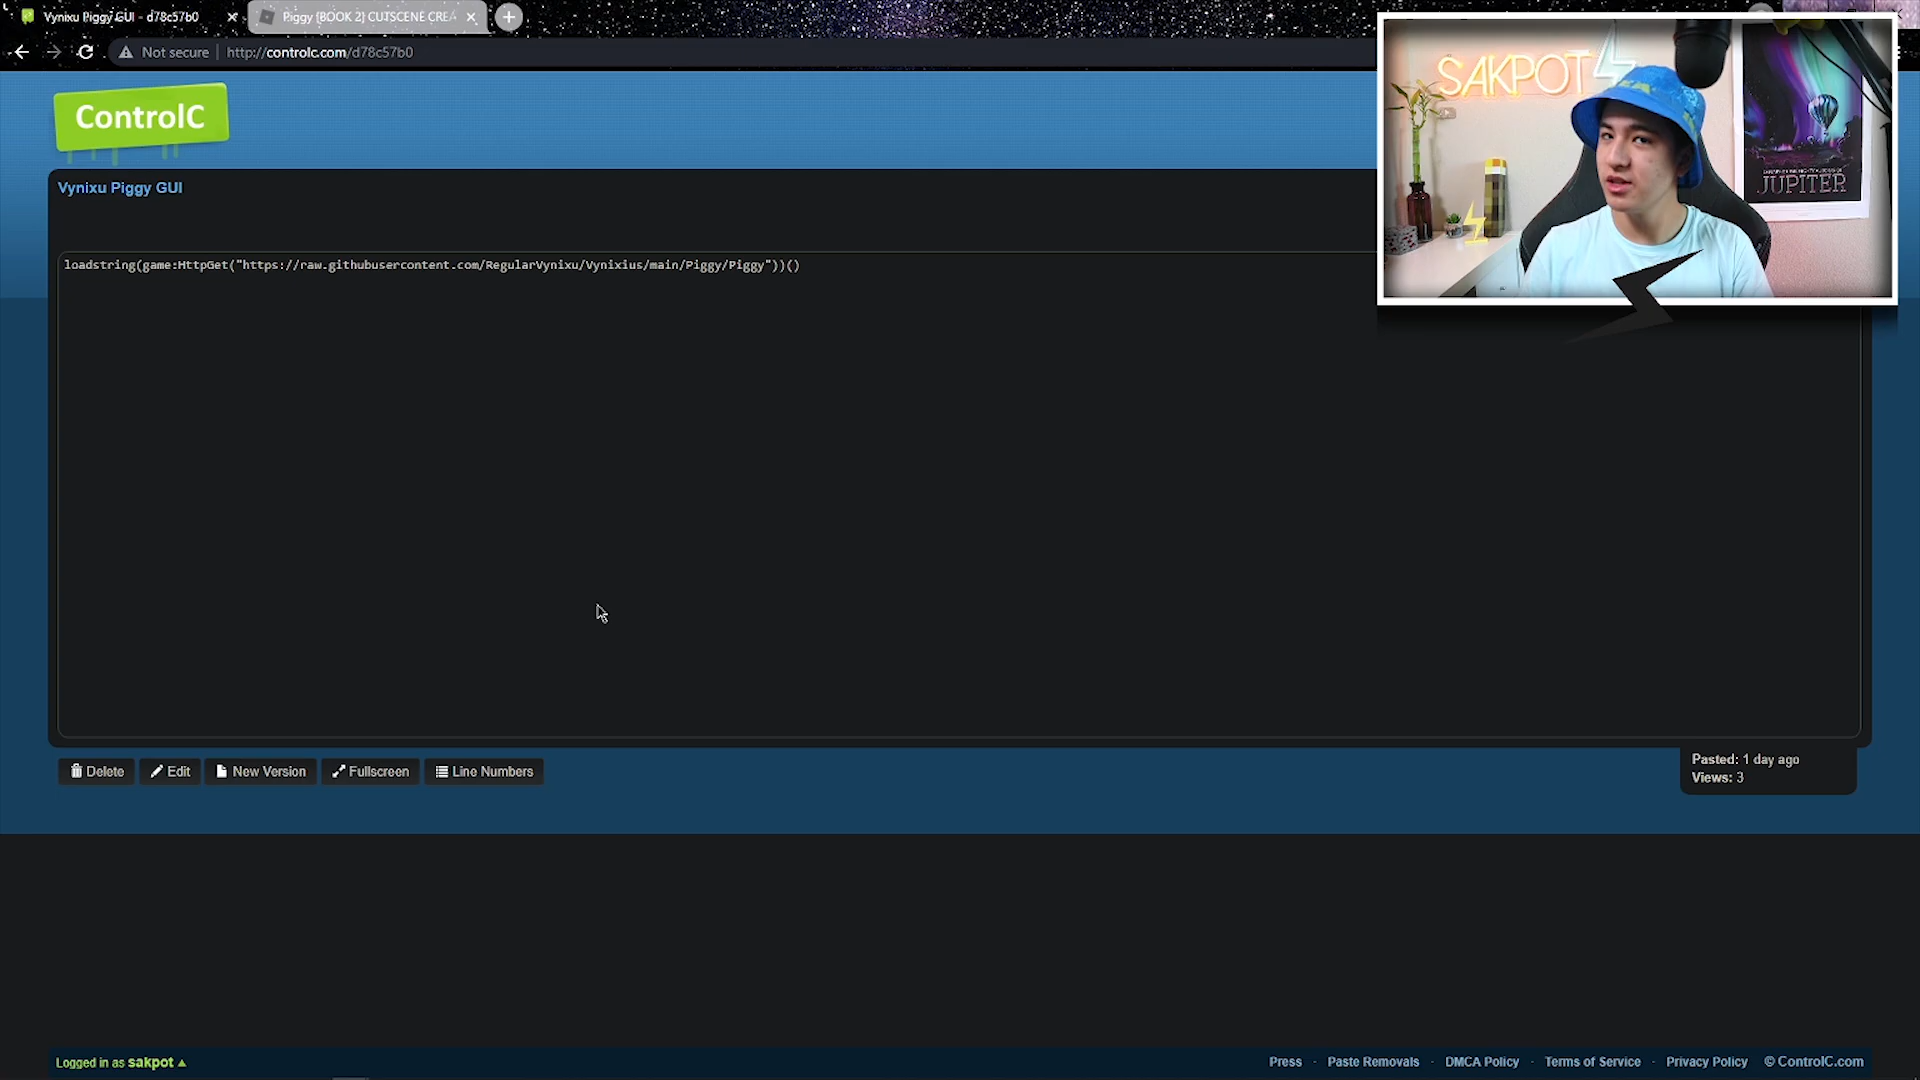 Vynixu Piggy GUI - d78c57b0
Piggy [BOOK 2] CUTSCENE CREA
Not secure
http://controlc.com/d78c57b0
ControlC
SAKPOT
JUPITER
Vynixu Piggy GUI
loadstring(game:HttpGet("https://raw.githubusercontent.com/RegularVynixu/Vynixius/main/Piggy/Piggy"))()
Delete
Edit
New Version
Fullscreen
Line Numbers
Pasted: 1 day ago
Views: 3
Logged in as sakpot
Press · Paste Removals · DMCA Policy · Terms of Service · Privacy Policy © ControlC.com